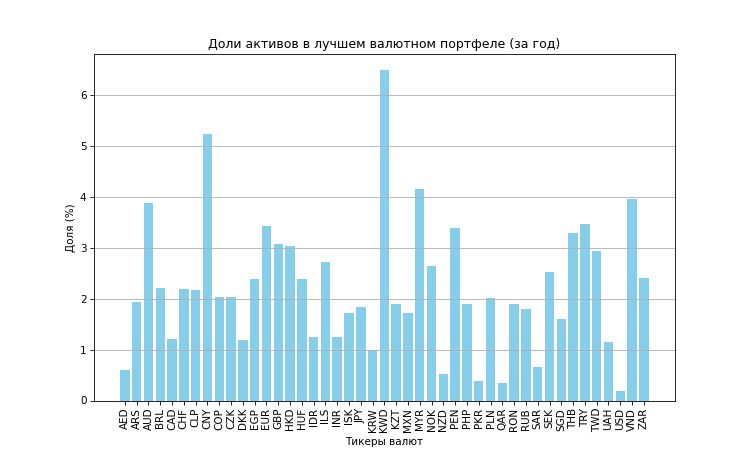 Доли активов в лучшем валютном портфеле (за год)
Доля (%)
6
5
4
3
2
1
0
AED ARS AUD BRL CAD CHF CLP CNY COP CZK DKK EGP EUR GBP HKD HUF IDR ILS INR ISK JPY KRW KWD KZT MXN MYR NOK NZD PEN PHP PKR PLN QAR RON RUB SAR SEK SGD THB TRY TWD UAH USD VND ZAR
Тикеры валют